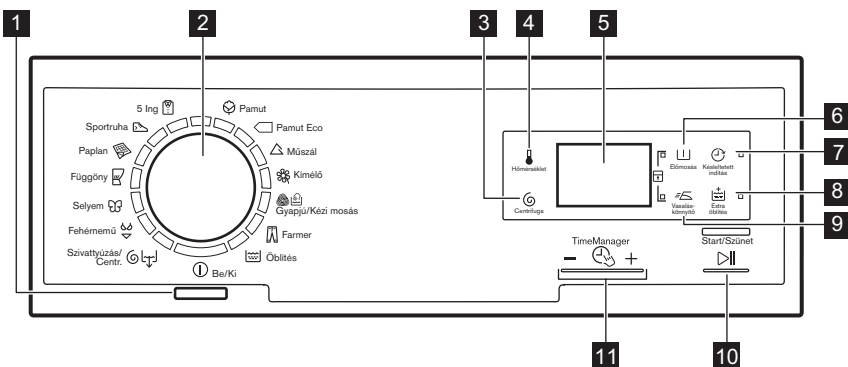 1
2
3
4
5
6
7
8
9
10
11
5 Ing
Sportruha
Paplan
Függöny
Selyem
Fehérnemű
Szivattyúzás/
Centr.
Pamut
Pamut Eco
Műszál
Kímélő
Gyapjú/Kézi mosás
Farmer
Öblítés
Be/Ki
Hőmérséklet
Centrifuga
Előmosás
Késleltetett
indítás
Vasalás-
könnyítő
Extra
öblítés
TimeManager
Start/Szünet